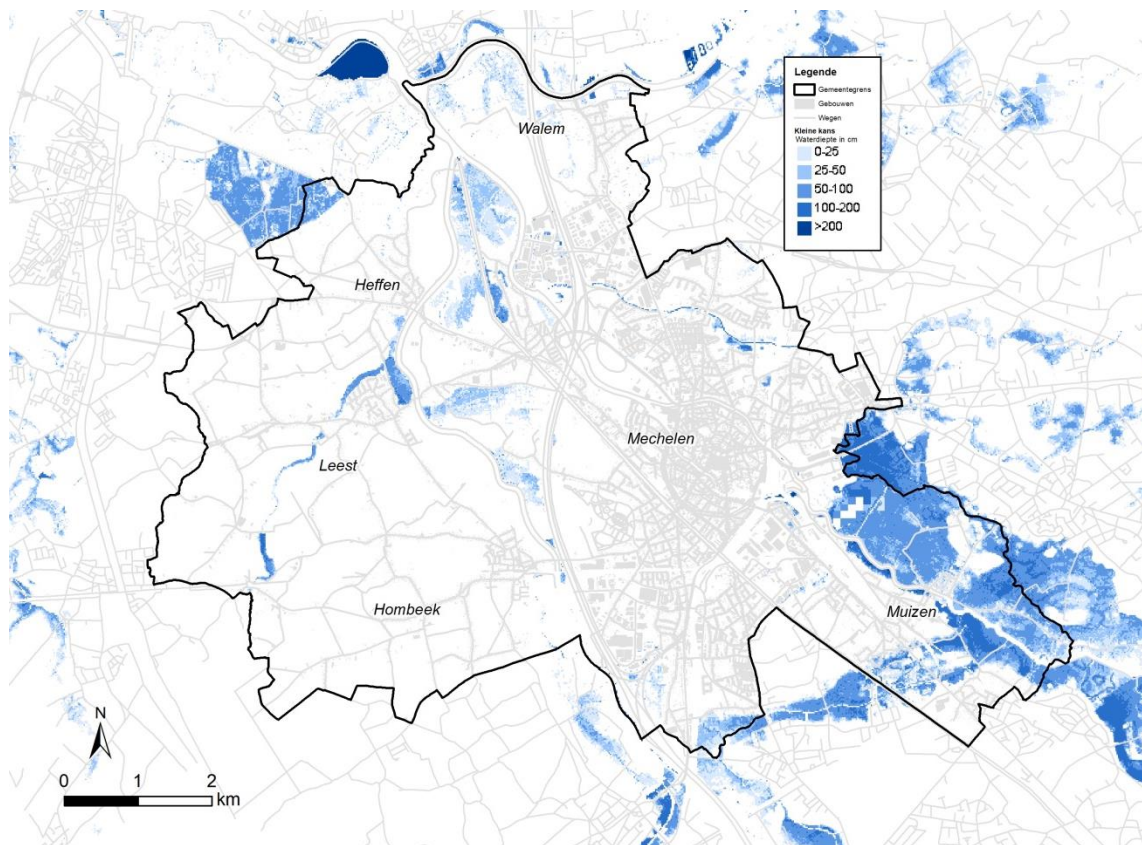 Legende
Gemeentegrens
Gebouwen
Wegen
Kleine kans
Waterdiepte in cm
0-25
25-50
50-100
100-200
>200
Walem
Heffen
Mechelen
Leest
Hombeek
Muizen
N
0 1 2
km